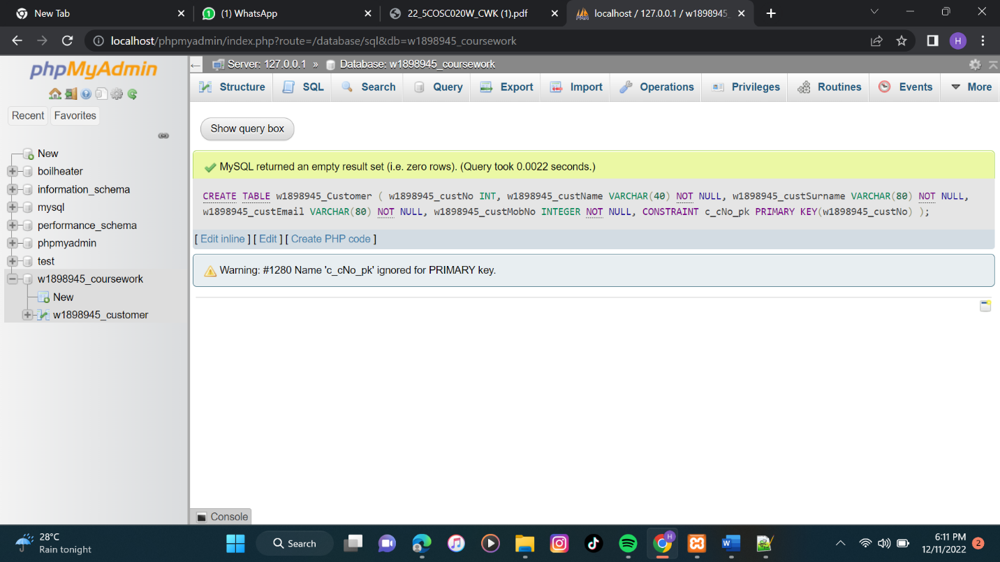 New Tab
(1) WhatsApp
22_5COSC020W_CWK (1).pdf
localhost / 127.0.0.1 / w1898945_
localhost/phpmyadmin/index.php?route=/database/sql&db=w1898945_coursework
H
phpMyAdmin
Recent
Favorites
New
boilheater
information_schema
mysql
performance_schema
phpmyadmin
test
w1898945_coursework
New
w1898945_customer
Server: 127.0.0.1 » Database: w1898945_coursework
Structure
SQL
Search
Query
Export
Import
Operations
Privileges
Routines
Events
More
Show query box
MySQL returned an empty result set (i.e. zero rows). (Query took 0.0022 seconds.)
CREATE TABLE w1898945_Customer ( w1898945_custNo INT, w1898945_custName VARCHAR(40) NOT NULL, w1898945_custSurname VARCHAR(80) NOT NULL,
w1898945_custEmail VARCHAR(80) NOT NULL, w1898945_custMobNo INTEGER NOT NULL, CONSTRAINT c_cNo_pk PRIMARY KEY(w1898945_custNo) );
[ Edit inline ] [ Edit ] [ Create PHP code ]
Warning: #1280 Name 'c_cNo_pk' ignored for PRIMARY key.
Console
28°C
Rain tonight
Search
H
6:11 PM
12/11/2022
2